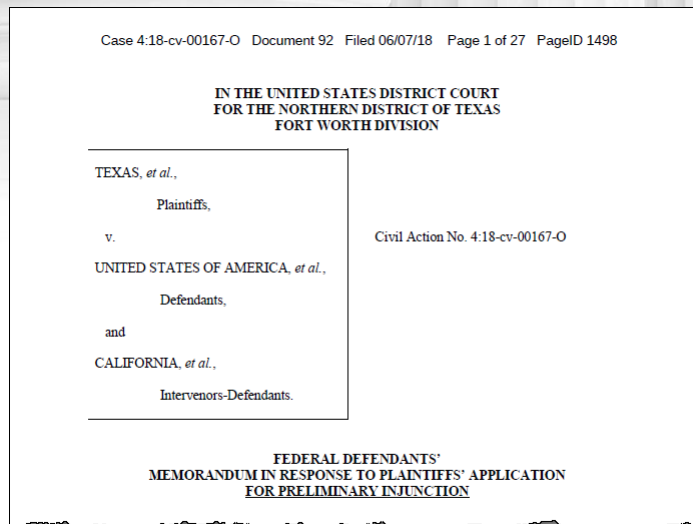 Case 4:18-cv-00167-O Document 92 Filed 06/07/18 Page 1 of 27 PageID 1498
IN THE UNITED STATES DISTRICT COURT
FOR THE NORTHERN DISTRICT OF TEXAS
FORT WORTH DIVISION
TEXAS, et al.,
Plaintiffs,
v.
Civil Action No. 4:18-cv-00167-O
UNITED STATES OF AMERICA, et al.,
Defendants,
and
CALIFORNIA, et al.,
Intervenors-Defendants.
FEDERAL DEFENDANTS’
MEMORANDUM IN RESPONSE TO PLAINTIFFS’ APPLICATION
FOR PRELIMINARY INJUNCTION